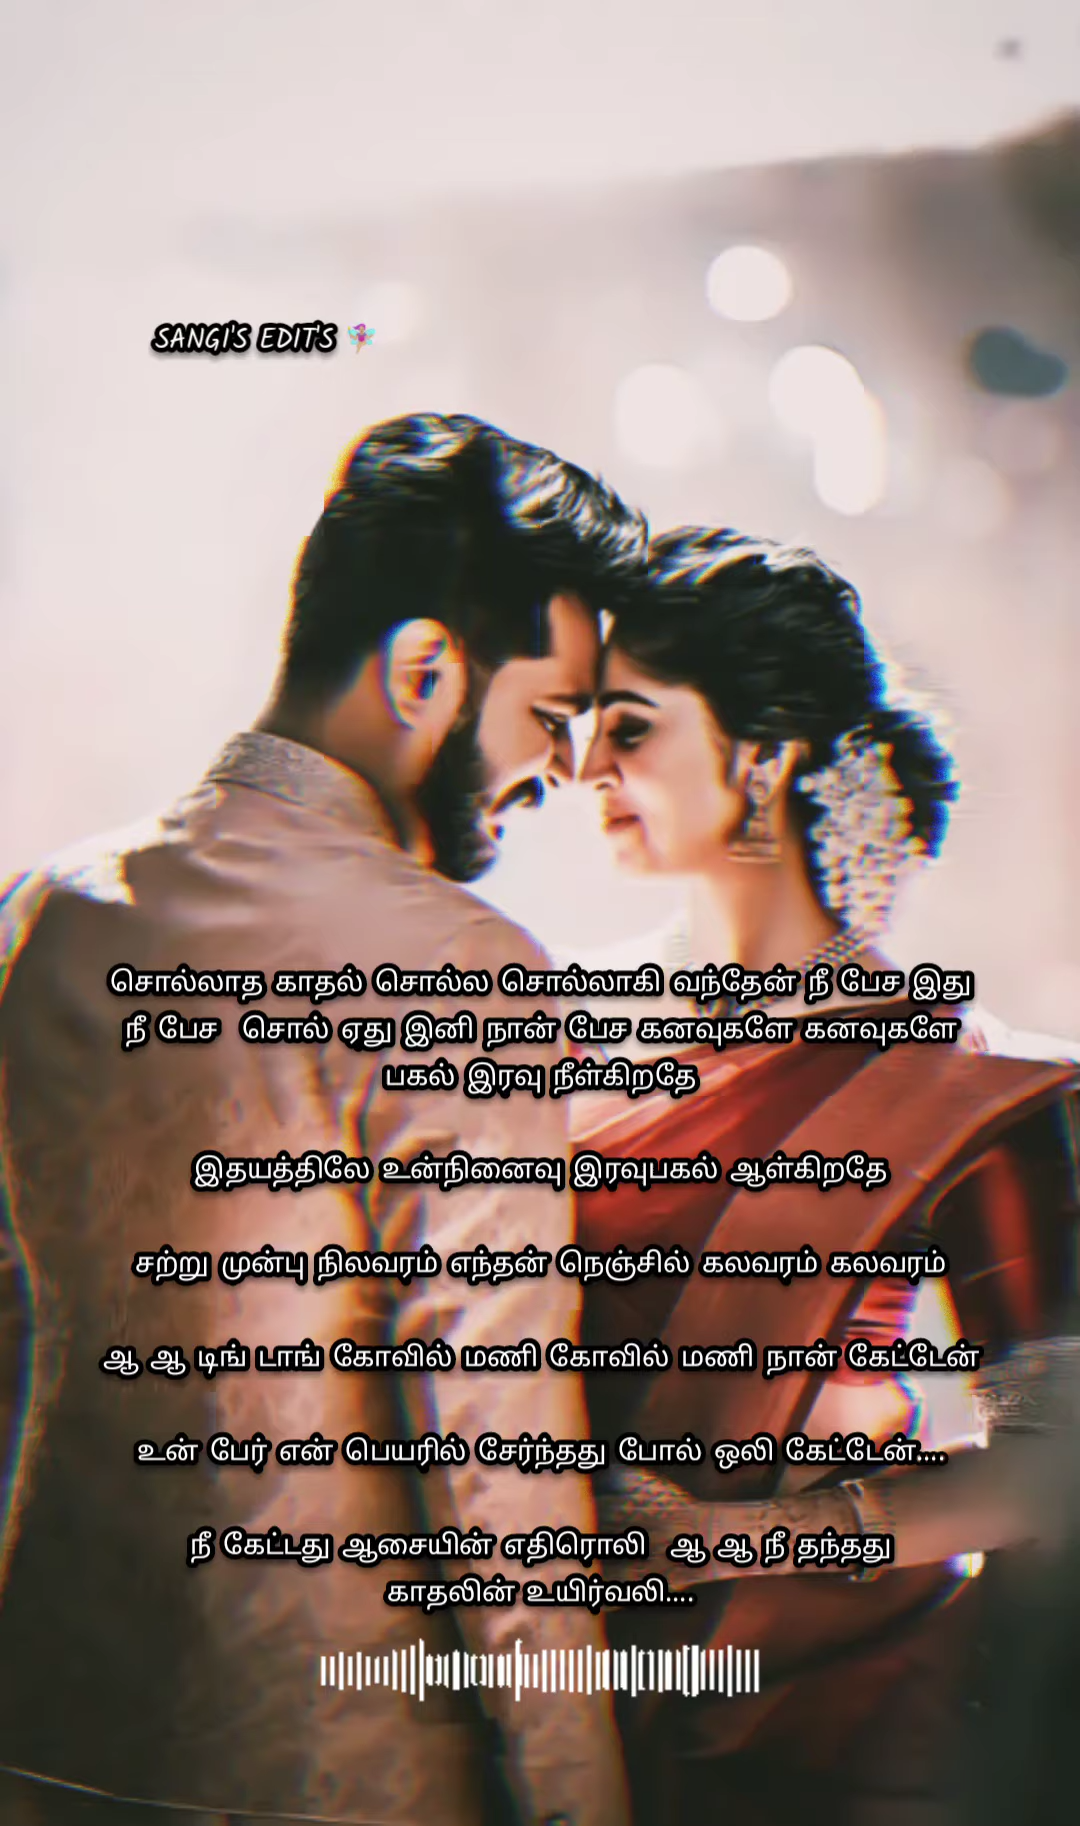 SANGI'S EDIT'S 🧚‍♀️
சொல்லாத காதல் சொல்ல சொல்லாகி வந்தேன் நீ பேச இது
நீ பேச சொல் ஏது இனி நான் பேச கனவுகளே கனவுகளே
பகல் இரவு நீள்கிறதே
இதயத்திலே உன்நினைவு இரவுபகல் ஆள்கிறதே
சற்று முன்பு நிலவரம் எந்தன் நெஞ்சில் கலவரம் கலவரம்
ஆ ஆ டிங் டாங் கோவில் மணி கோவில் மணி நான் கேட்டேன்
உன் பேர் என் பெயரில் சேர்ந்தது போல் ஒலி கேட்டேன்....
நீ கேட்டது ஆசையின் எதிரொலி ஆ ஆ நீ தந்தது
காதலின் உயிர்வலி....